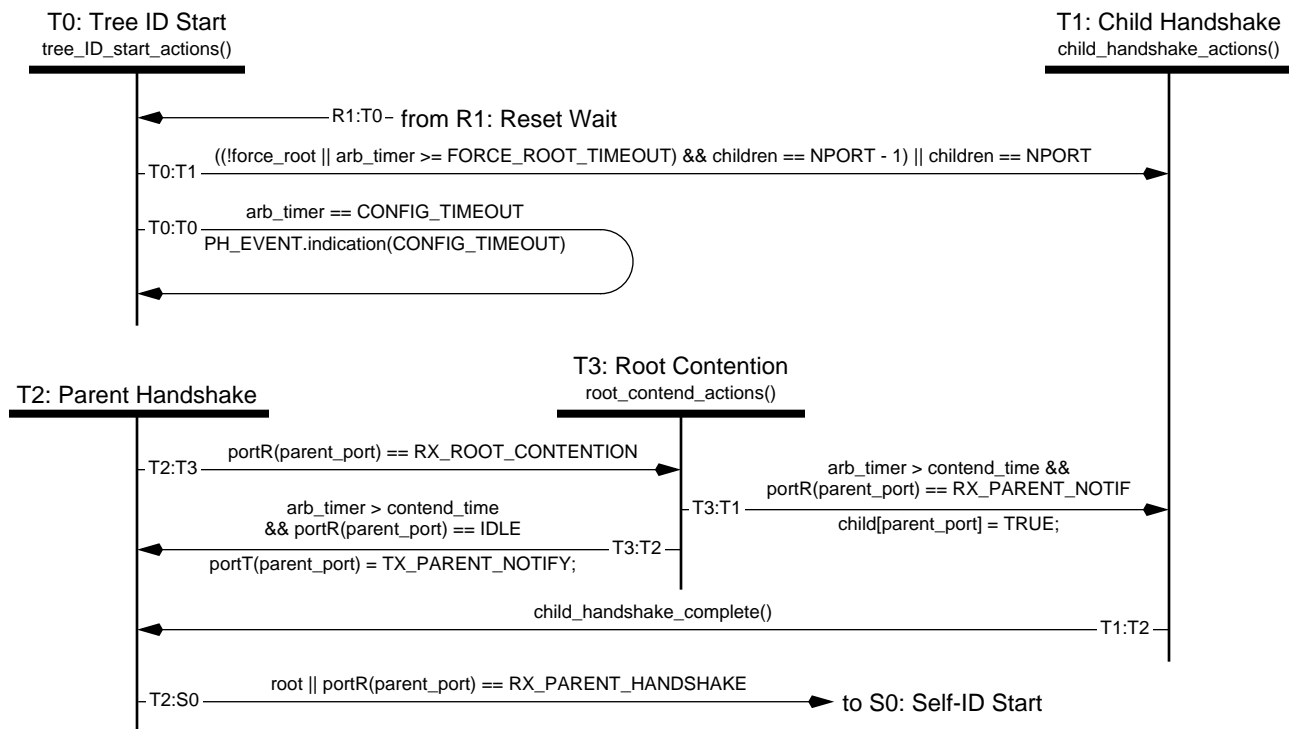 T0: Tree ID Start
tree_ID_start_actions()
T1: Child Handshake
child_handshake_actions()
R1:T0
from R1: Reset Wait
((!force_root || arb_timer >= FORCE_ROOT_TIMEOUT) && children == NPORT - 1) || children == NPORT
T0:T1
arb_timer == CONFIG_TIMEOUT
T0:T0
PH_EVENT.indication(CONFIG_TIMEOUT)
T3: Root Contention
root_contend_actions()
T2: Parent Handshake
portR(parent_port) == RX_ROOT_CONTENTION
T2:T3
arb_timer > contend_time &&
portR(parent_port) == RX_PARENT_NOTIF
T3:T1
child[parent_port] = TRUE;
arb_timer > contend_time
&& portR(parent_port) == IDLE
T3:T2
portT(parent_port) = TX_PARENT_NOTIFY;
child_handshake_complete()
T1:T2
root || portR(parent_port) == RX_PARENT_HANDSHAKE
T2:S0
to S0: Self-ID Start